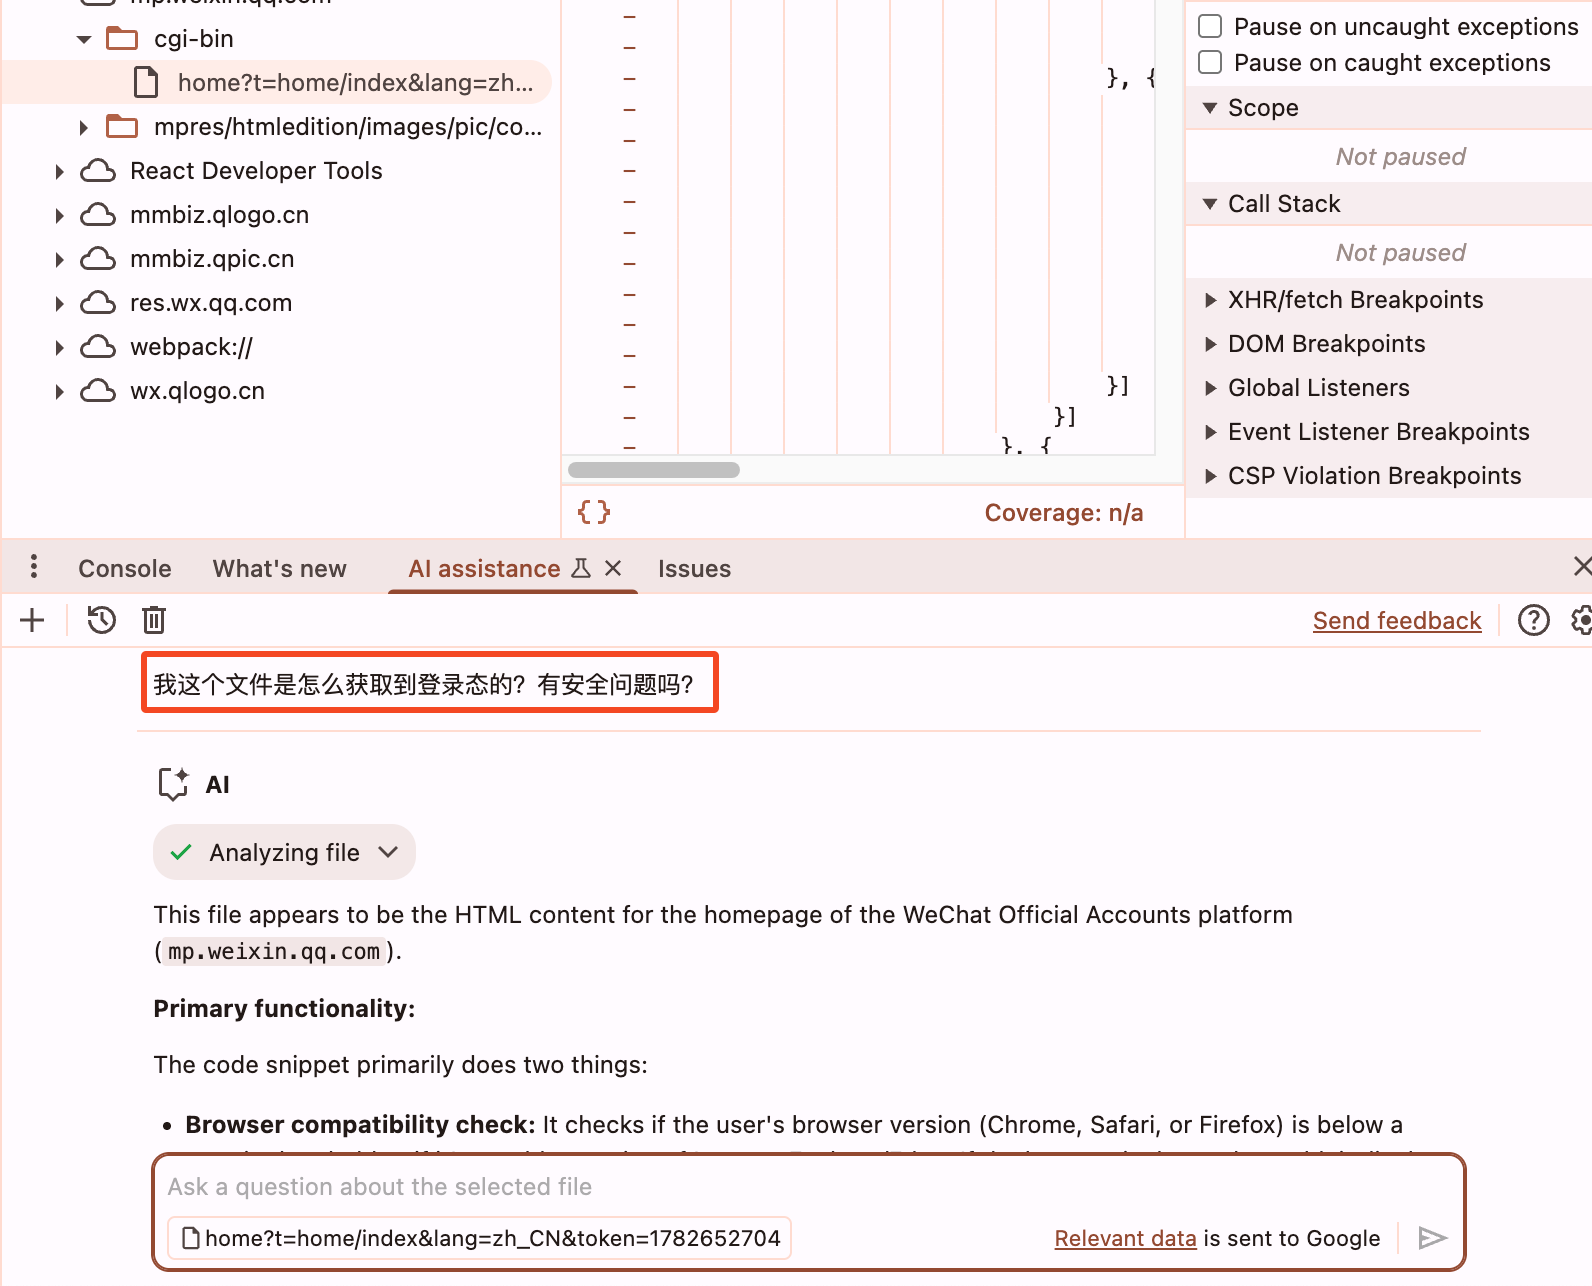 mp.weixin.qq.com
cgi-bin
home?t=home/index&lang=zh...
mpres/htmledition/images/pic/co...
React Developer Tools
mmbiz.qlogo.cn
mmbiz.qpic.cn
res.wx.qq.com
webpack://
wx.qlogo.cn
}, {
}]
}]
}, {
{} Coverage: n/a
Pause on uncaught exceptions
Pause on caught exceptions
Scope
Not paused
Call Stack
Not paused
XHR/fetch Breakpoints
DOM Breakpoints
Global Listeners
Event Listener Breakpoints
CSP Violation Breakpoints
Console What's new AI assistance Issues
Send feedback
我这个文件是怎么获取到登录态的？有安全问题吗？
AI
Analyzing file
This file appears to be the HTML content for the homepage of the WeChat Official Accounts platform
(mp.weixin.qq.com).
Primary functionality:
The code snippet primarily does two things:
• Browser compatibility check: It checks if the user's browser version (Chrome, Safari, or Firefox) is below a
Ask a question about the selected file
home?t=home/index&lang=zh_CN&token=1782652704
Relevant data is sent to Google